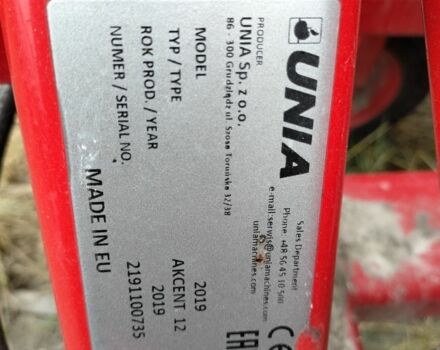 UNIA
Sales Department
Phone: +48 56 45 10 500
e-mail:serwis@uniamachines.com
uniamachines.com
PRODUCER
UNIA Sp. z o.o.
86 - 300 Grudziądz ul. Szosa Toruńska 32/38
MODEL 2019
TYP / TYPE AKCENT 12
ROK PROD. / YEAR 2019
NUMER / SERIAL NO. 2191100735
MADE IN EU
CE
EAC